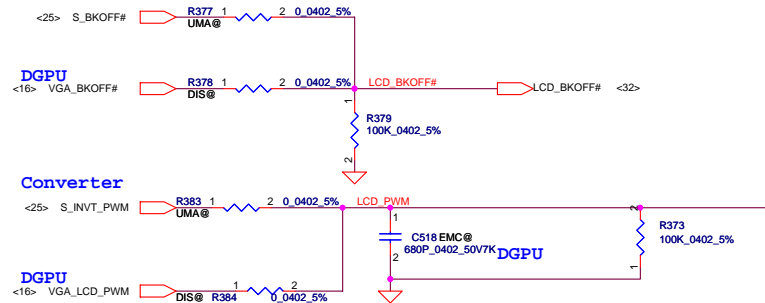 <25> S_BKOFF# R377 1 2 0_0402_5%
UMA@
DGPU
<16> VGA_BKOFF# R378 1 2 0_0402_5% LCD_BKOFF# LCD_BKOFF# <32>
DIS@
1
R379
100K_0402_5%
2
Converter
<25> S_INVT_PWM R383 1 2 0_0402_5% LCD_PWM
UMA@
1 2
C518 EMC@ R373
680P_0402_50V7K DGPU 100K_0402_5%
2 1
DGPU
<16> VGA_LCD_PWM 1 2
DIS@ R384 0_0402_5%